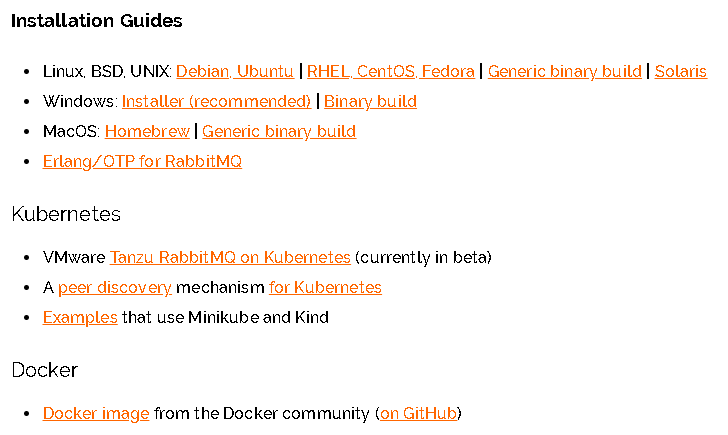 Installation Guides
• Linux, BSD, UNIX: Debian, Ubuntu | RHEL, CentOS, Fedora | Generic binary build | Solaris
• Windows: Installer (recommended) | Binary build
• MacOS: Homebrew | Generic binary build
• Erlang/OTP for RabbitMQ
Kubernetes
• VMware Tanzu RabbitMQ on Kubernetes (currently in beta)
• A peer discovery mechanism for Kubernetes
• Examples that use Minikube and Kind
Docker
• Docker image from the Docker community (on GitHub)